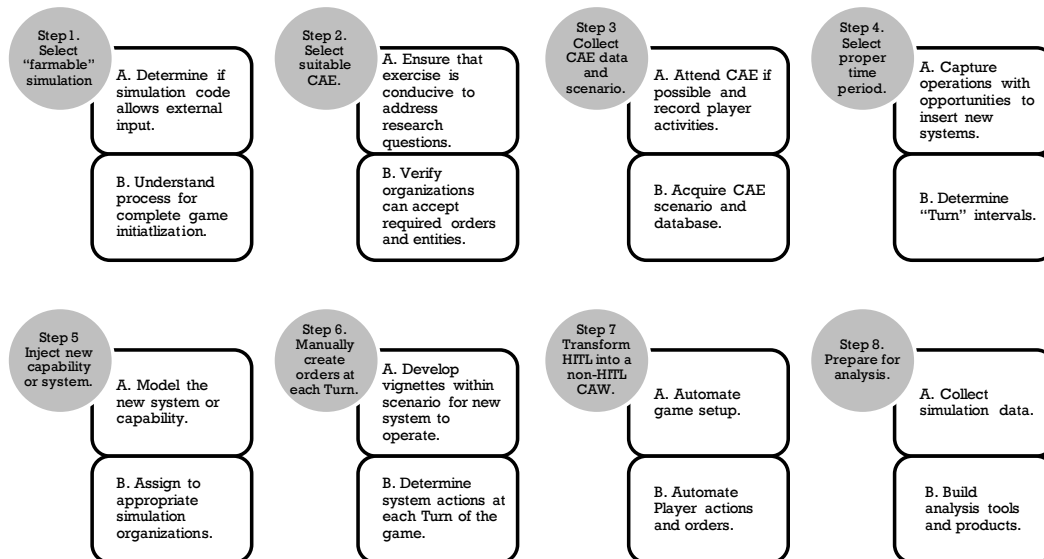 Step 1.
Select
"farmable"
simulation
A. Determine if
simulation code
allows external
input.
B. Understand
process for
complete game
initiatlization.
Step 2.
Select
suitable
CAE.
A. Ensure that
exercise is
conducive to
address
research
questions.
B. Verify
organizations
can accept
required orders
and entities.
Step 3
Collect
CAE data
and
scenario.
A. Attend CAE if
possible and
record player
activities.
B. Acquire CAE
scenario and
database.
Step 4.
Select
proper
time
period.
A. Capture
operations with
opportunities to
insert new
systems.
B. Determine
"Turn" intervals.
Step 5
Inject new
capability
or system.
A. Model the
new system or
capability.
B. Assign to
appropriate
simulation
organizations.
Step 6.
Manually
create
orders at
each Turn.
A. Develop
vignettes within
scenario for new
system to
operate.
B. Determine
system actions at
each Turn of the
game.
Step 7
Transform
HITL into a
non-HITL
CAW.
A. Automate
game setup.
B. Automate
Player actions
and orders.
Step 8.
Prepare for
analysis.
A. Collect
simulation data.
B. Build
analysis tools
and products.